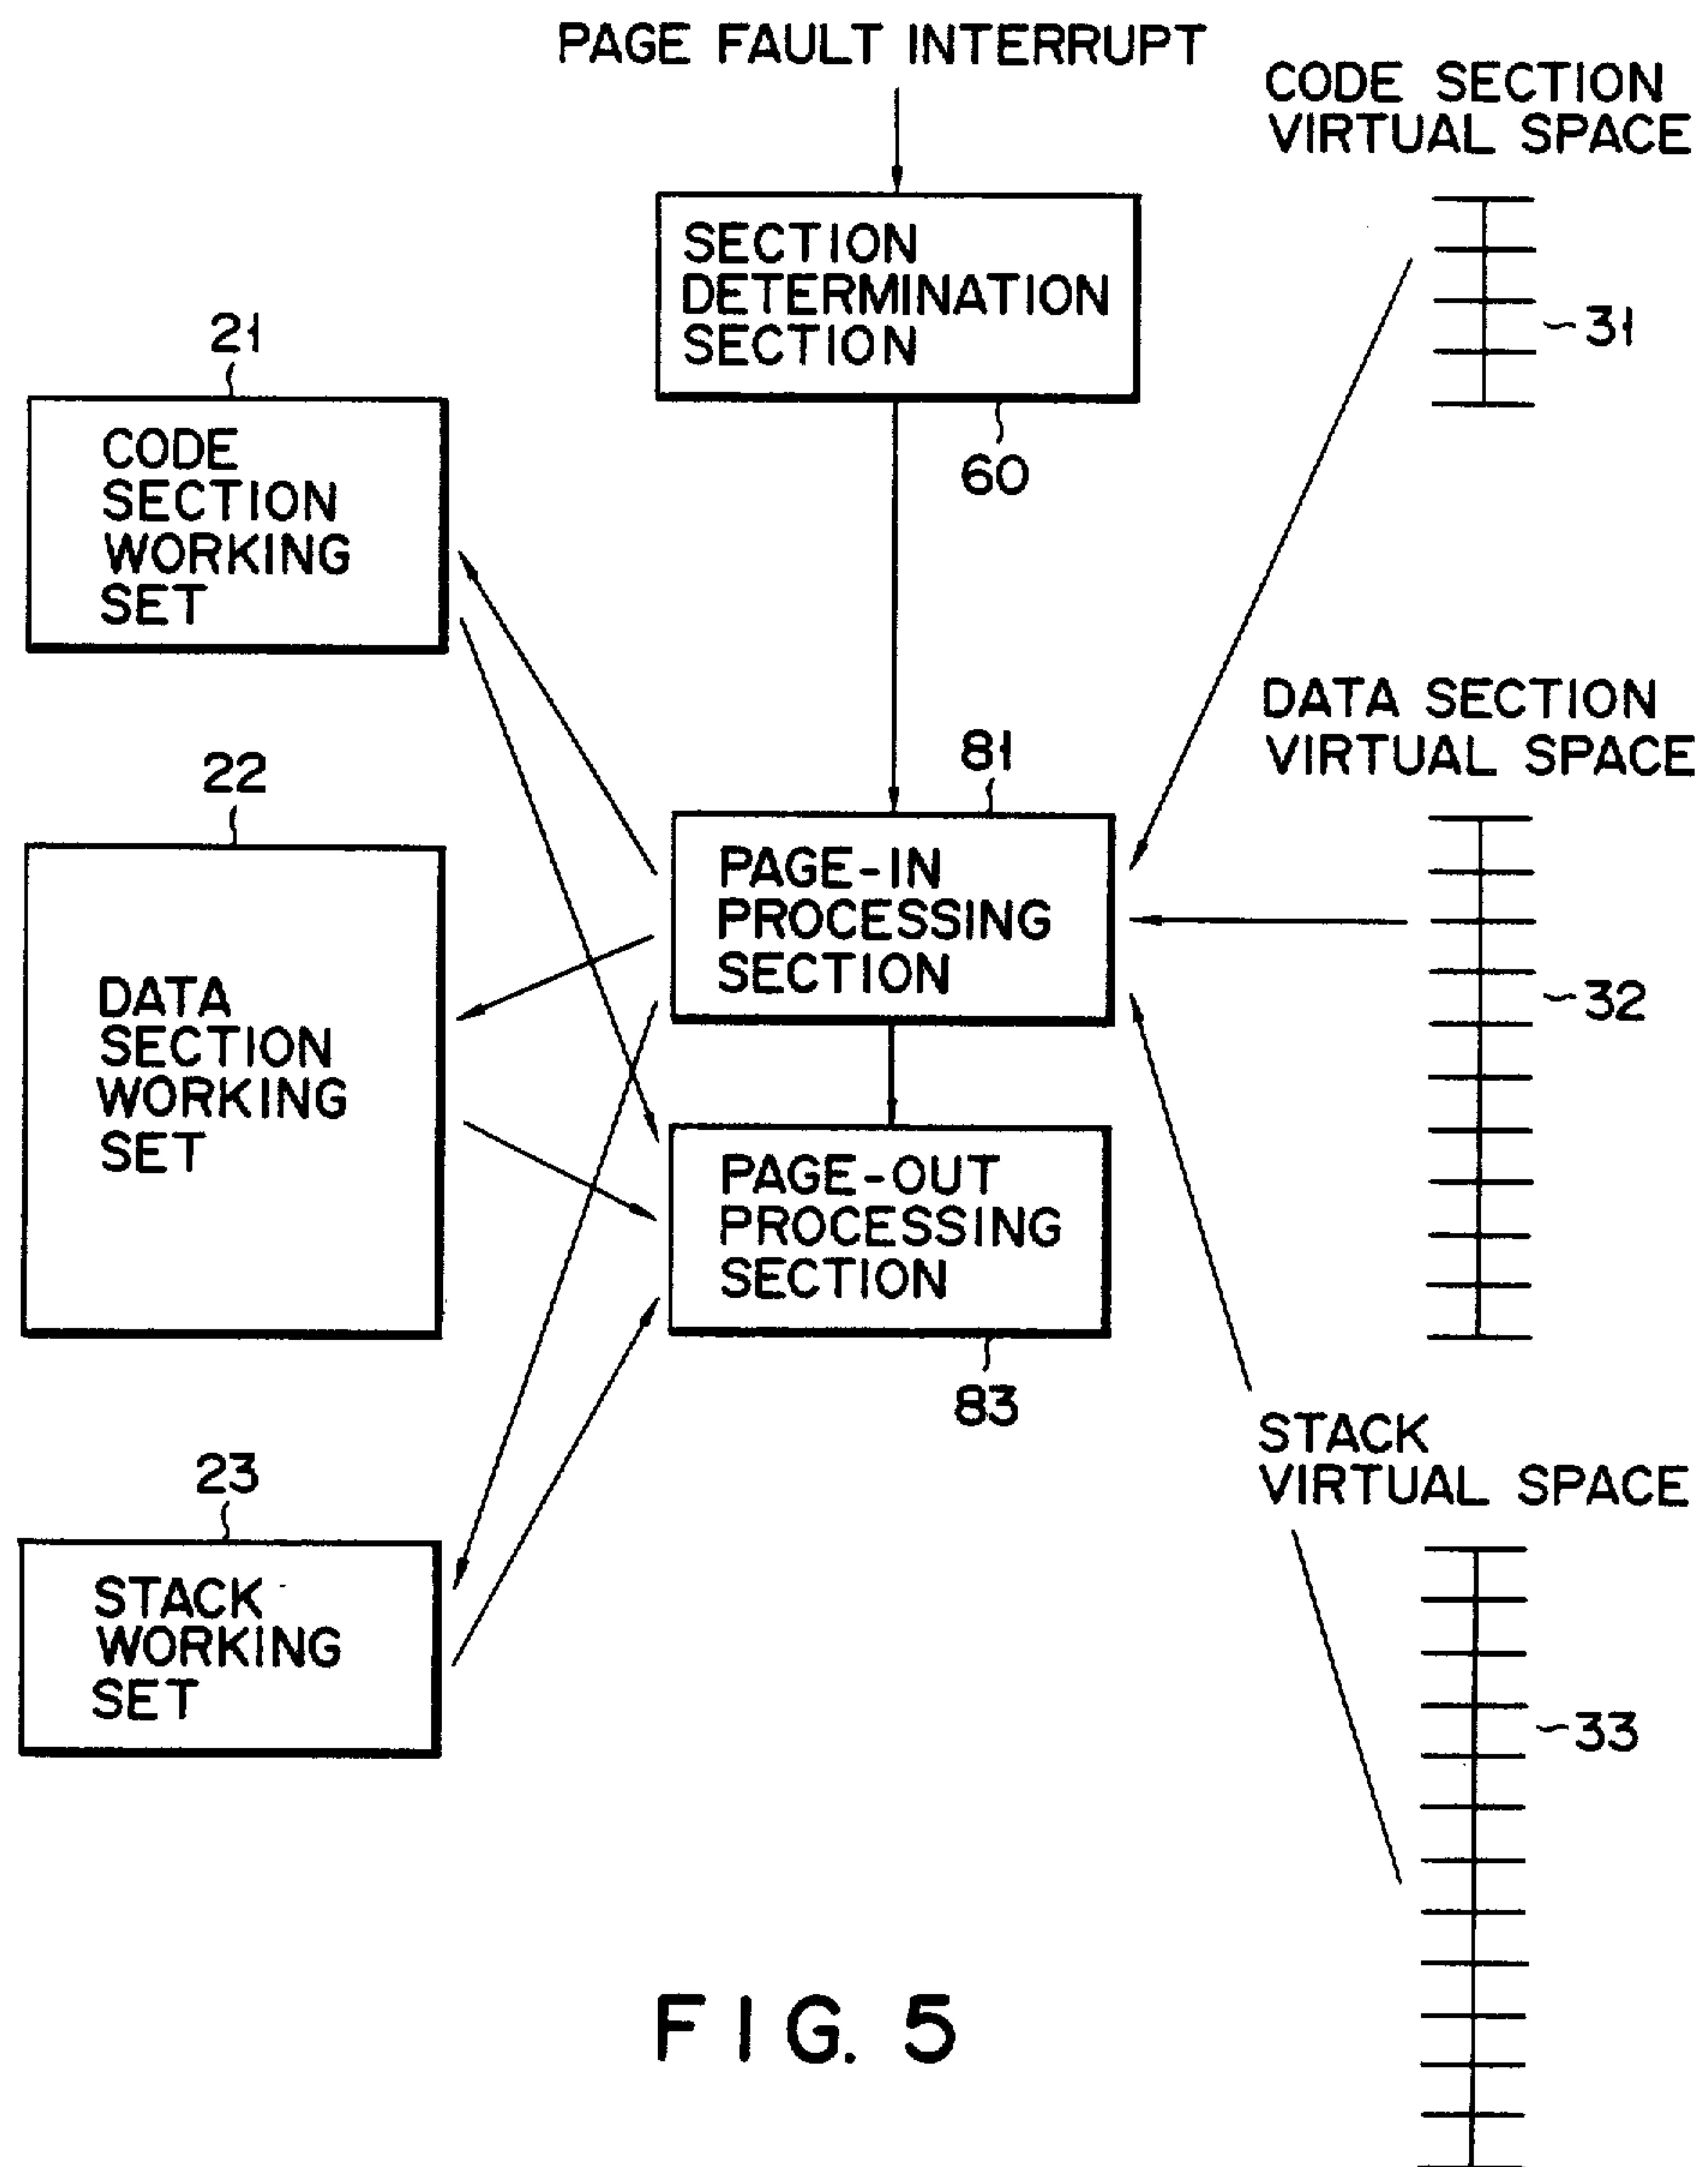 PAGE FAULT INTERRUPT
CODE SECTION
VIRTUAL SPACE
SECTION
DETERMINATION
SECTION
31
21
60
CODE
SECTION
WORKING
SET
DATA SECTION
VIRTUAL SPACE
81
22
PAGE-IN
PROCESSING
SECTION
32
DATA
SECTION
WORKING
SET
PAGE-OUT
PROCESSING
SECTION
83
STACK
VIRTUAL SPACE
23
STACK
WORKING
SET
33
FIG. 5